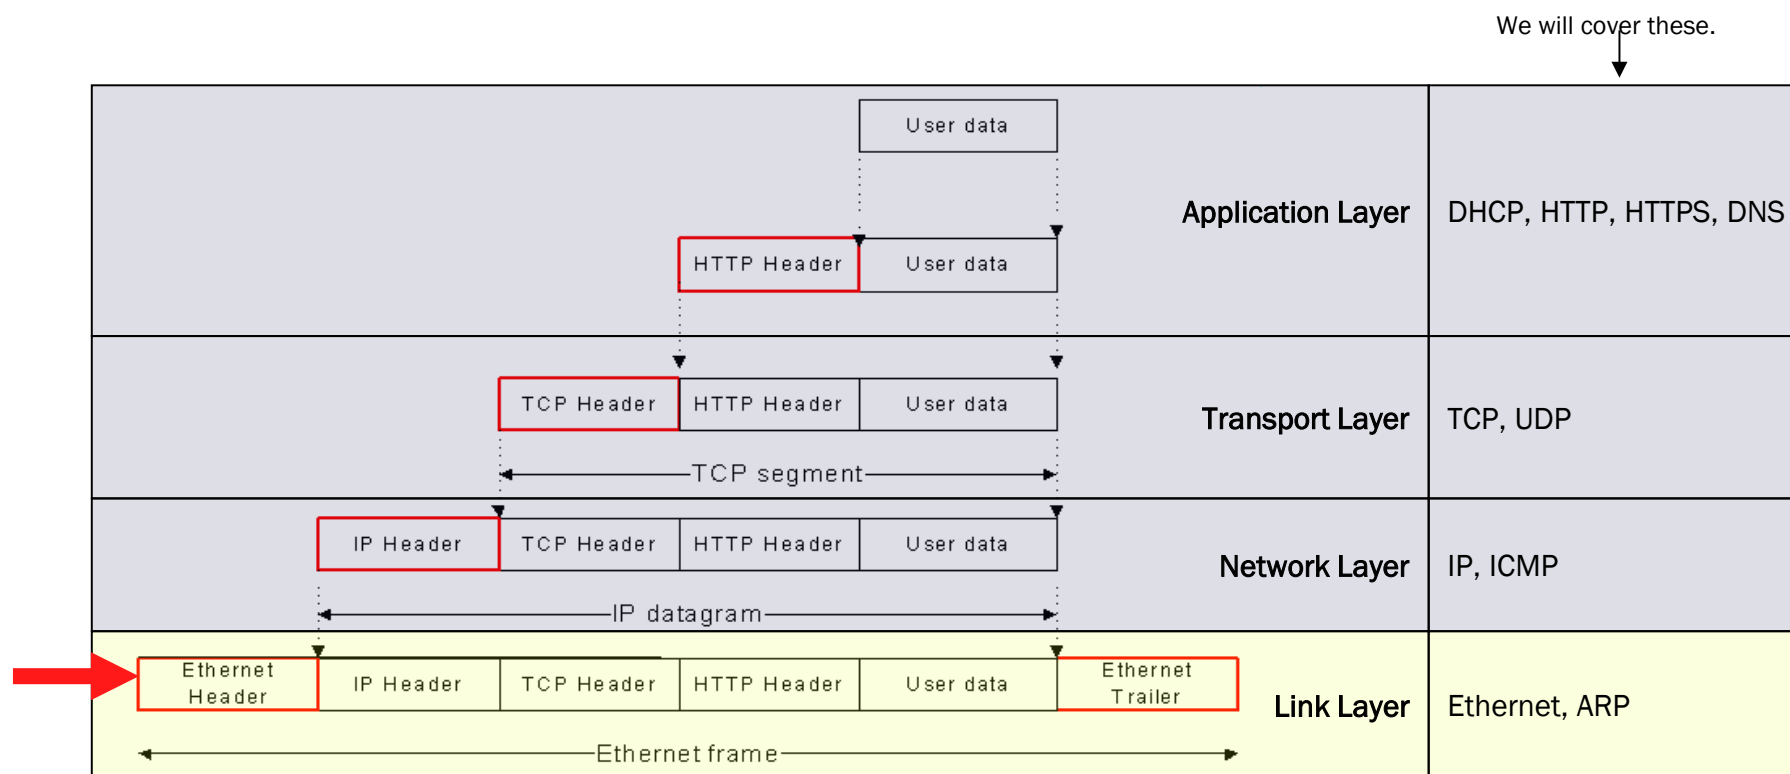 We will cover these.
User data
Application Layer
DHCP, HTTP, HTTPS, DNS
HTTP Header
User data
TCP Header
HTTP Header
User data
Transport Layer
TCP, UDP
TCP segment
IP Header
TCP Header
HTTP Header
User data
Network Layer
IP, ICMP
IP datagram
Ethernet
Header
IP Header
TCP Header
HTTP Header
User data
Ethernet
Trailer
Link Layer
Ethernet, ARP
Ethernet frame